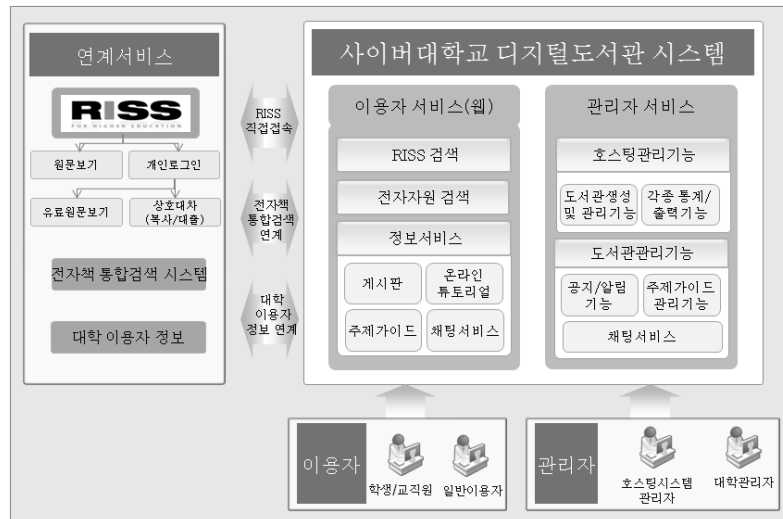 연계서비스
RISS
FOR HIGHER EDUCATION
원문보기
개인로그인
유료원문보기
상호대차
(복사/대출)
전자책 통합검색 시스템
대학 이용자 정보
RISS
직접접속
전자책
통합검색
연계
대학
이용자
정보 연계
사이버대학교 디지털도서관 시스템
이용자 서비스(웹)
RISS 검색
전자자원 검색
정보서비스
게시판
온라인
튜토리얼
주제가이드
채팅서비스
관리자 서비스
호스팅관리기능
도서관생성
및 관리기능
각종 통계/
출력기능
도서관관리기능
공지/알림
기능
주제가이드
관리기능
채팅서비스
이용자
학생/교직원
일반이용자
관리자
호스팅시스템
관리자
대학관리자